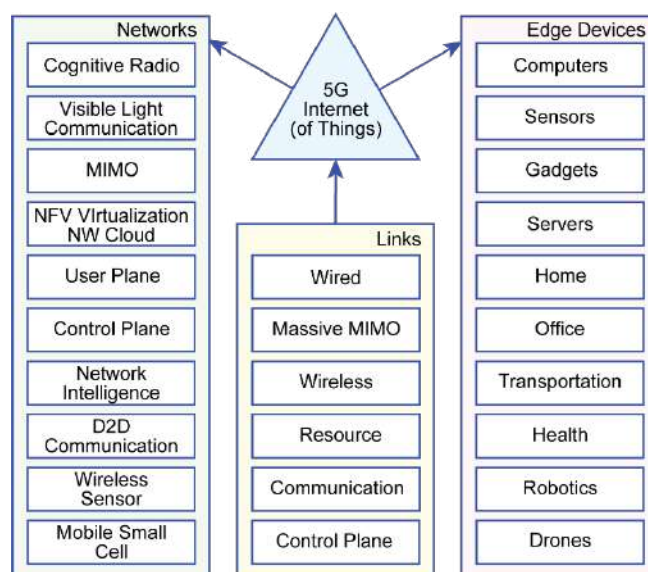 Networks
Cognitive Radio
Visible Light
Communication
MIMO
NFV VIrtualization
NW Cloud
User Plane
Control Plane
Network
Intelligence
D2D
Communication
Wireless
Sensor
Mobile Small
Cell
5G
Internet
(of Things)
Links
Wired
Massive MIMO
Wireless
Resource
Communication
Control Plane
Edge Devices
Computers
Sensors
Gadgets
Servers
Home
Office
Transportation
Health
Robotics
Drones